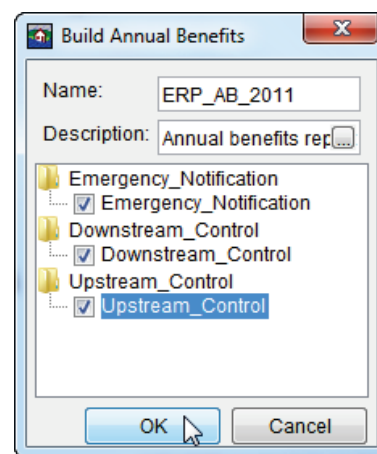 Build Annual Benefits
Name: ERP_AB_2011
Description: Annual benefits rep...
Emergency_Notification
Emergency_Notification
Downstream_Control
Downstream_Control
Upstream_Control
Upstream_Control
OK Cancel